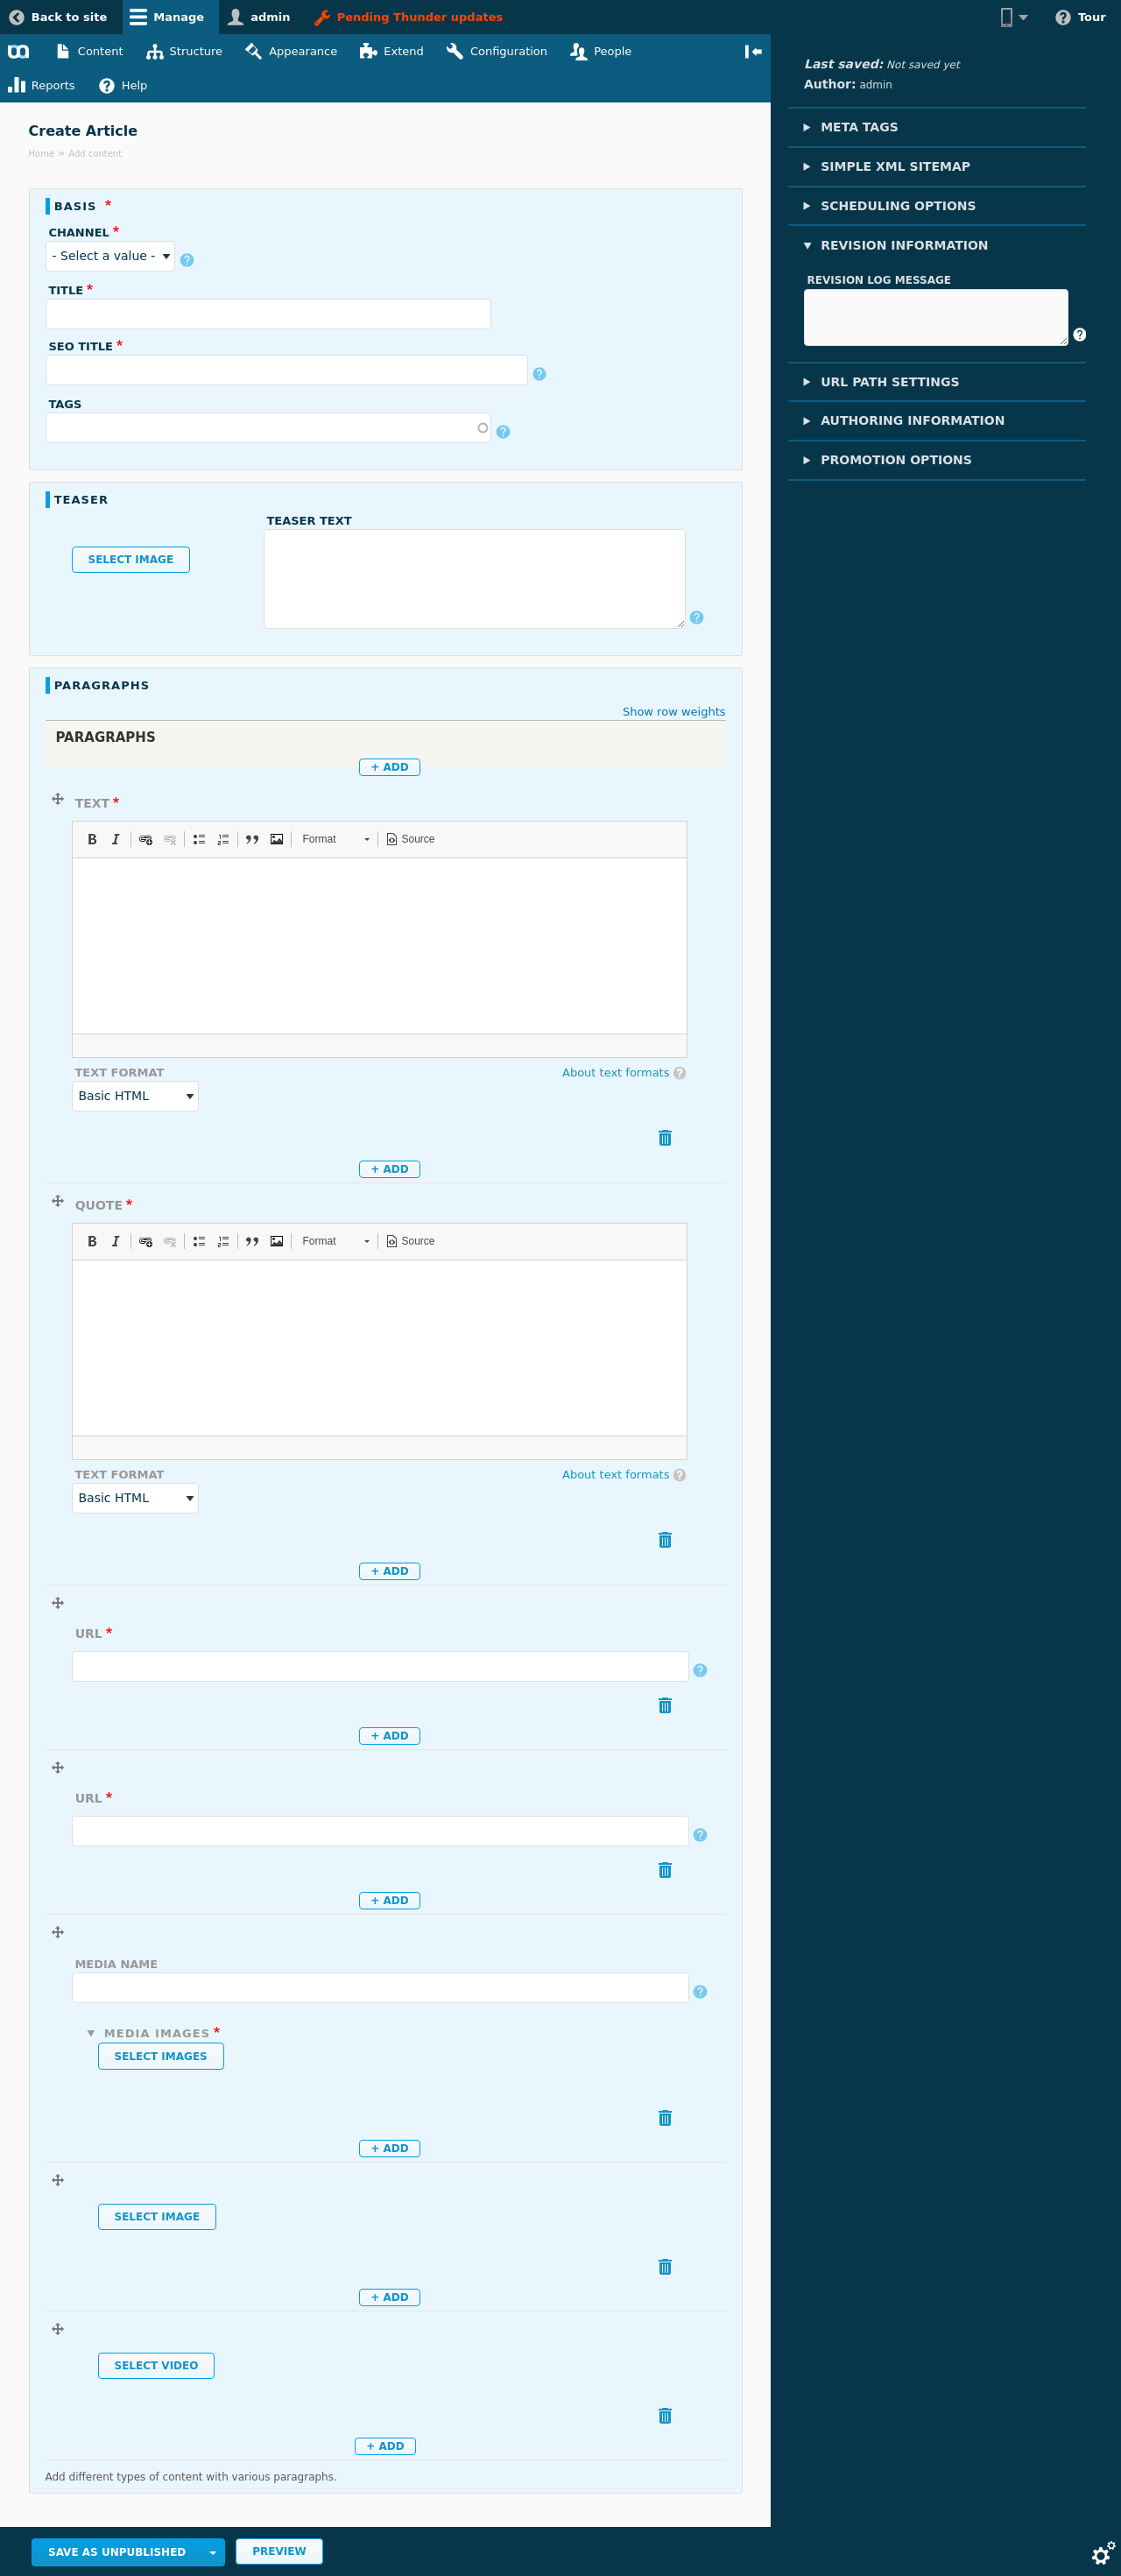 Back to site Manage admin Pending Thunder updates Tour
Content Structure Appearance Extend Configuration People
Reports Help
Create Article
Home » Add content
BASIS *
CHANNEL *
- Select a value -
TITLE *
SEO TITLE *
TAGS
TEASER
TEASER TEXT
SELECT IMAGE
PARAGRAPHS
Show row weights
PARAGRAPHS
+ ADD
TEXT *
Format Source
TEXT FORMAT About text formats
Basic HTML
+ ADD
QUOTE *
Format Source
TEXT FORMAT About text formats
Basic HTML
+ ADD
URL *
+ ADD
URL *
+ ADD
MEDIA NAME
MEDIA IMAGES *
SELECT IMAGES
+ ADD
SELECT IMAGE
+ ADD
SELECT VIDEO
+ ADD
Add different types of content with various paragraphs.
Last saved: Not saved yet
Author: admin
META TAGS
SIMPLE XML SITEMAP
SCHEDULING OPTIONS
REVISION INFORMATION
REVISION LOG MESSAGE
URL PATH SETTINGS
AUTHORING INFORMATION
PROMOTION OPTIONS
SAVE AS UNPUBLISHED PREVIEW